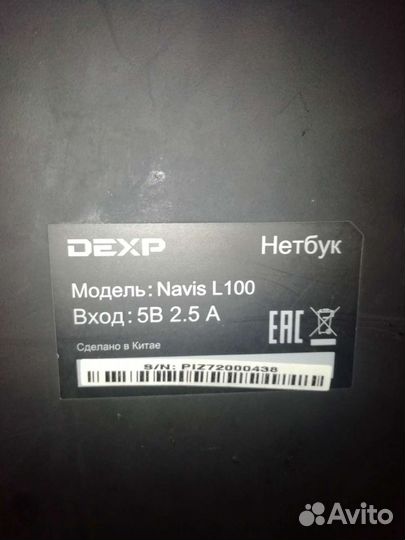 DEXP Нетбук
Модель: Navis L100
Вход: 5В 2.5 А
EAC
Сделано в Китае
S/N: PIZ72000438
Avito